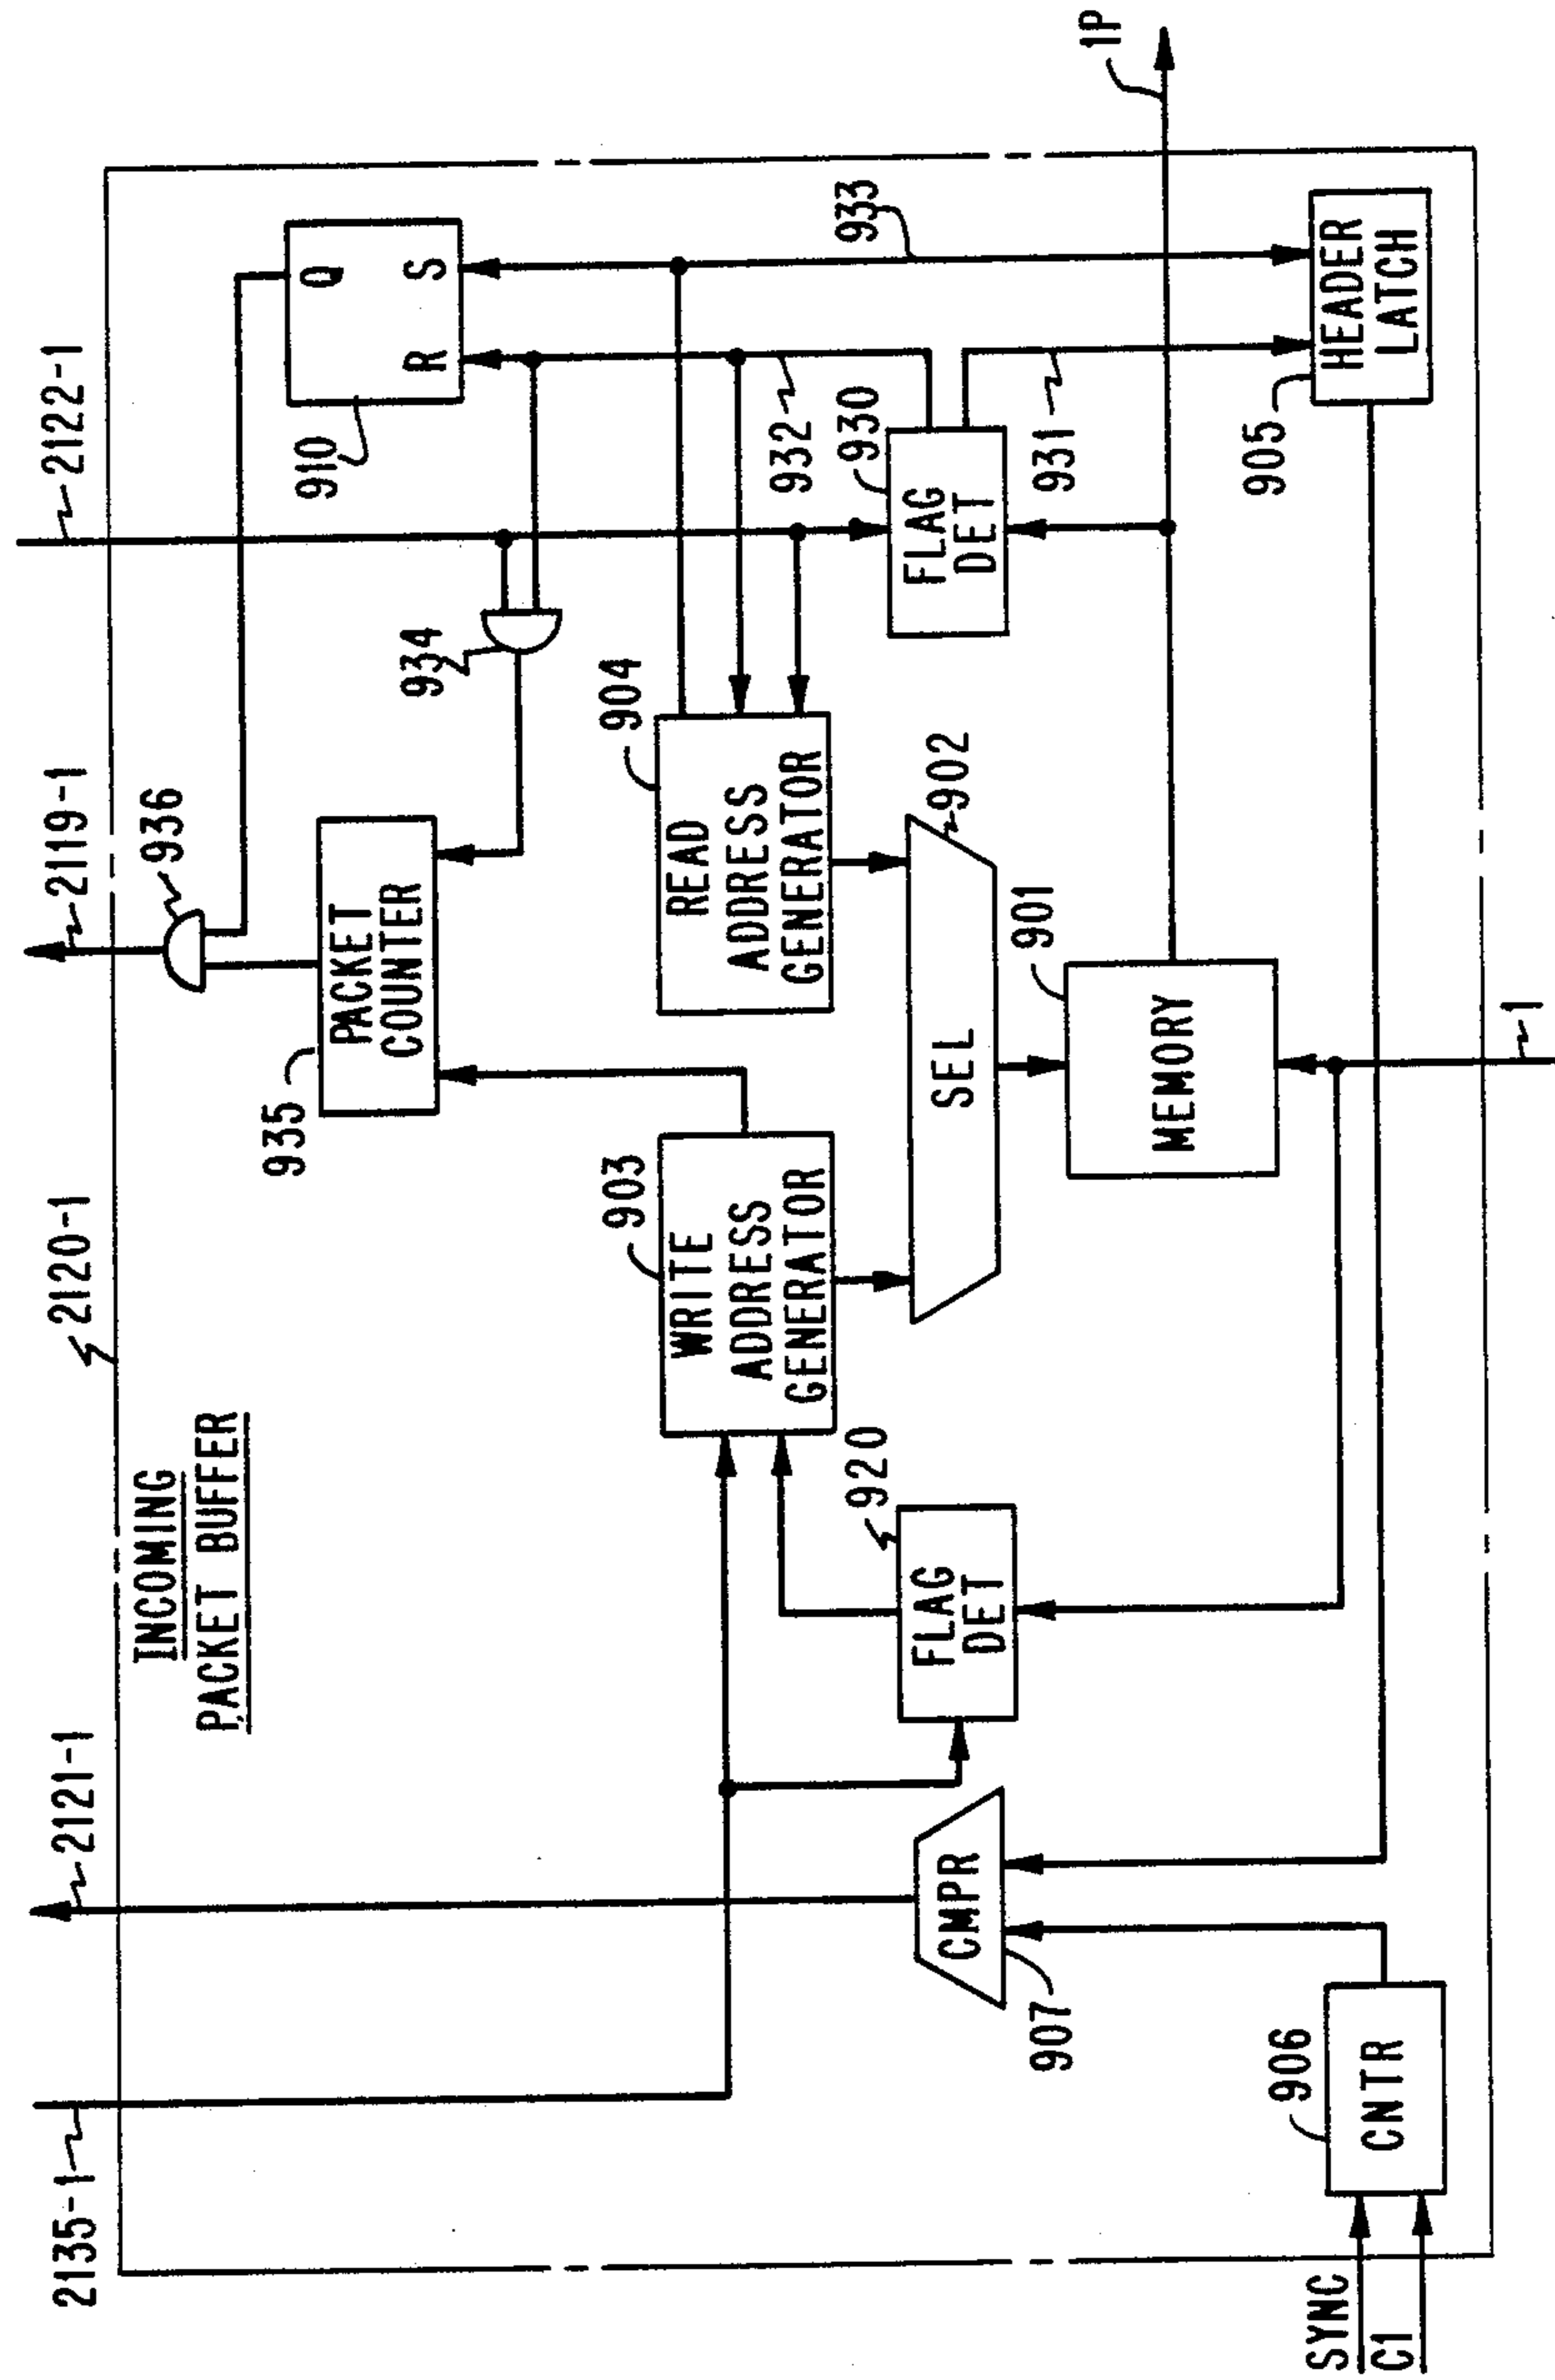 INCOMING
PACKET BUFFER
2135-1
2121-1
2120-1
2119-1
2122-1
936
935
PACKET
COUNTER
934
910
Q
R
S
903
WRITE
ADDRESS
GENERATOR
904
READ
ADDRESS
GENERATOR
932
933
930
FLAG
DET
931
920
FLAG
DET
902
SEL
901
MEMORY
CMPR
907
906
CNTR
905
HEADER
LATCH
SYNC
C1
1
1P